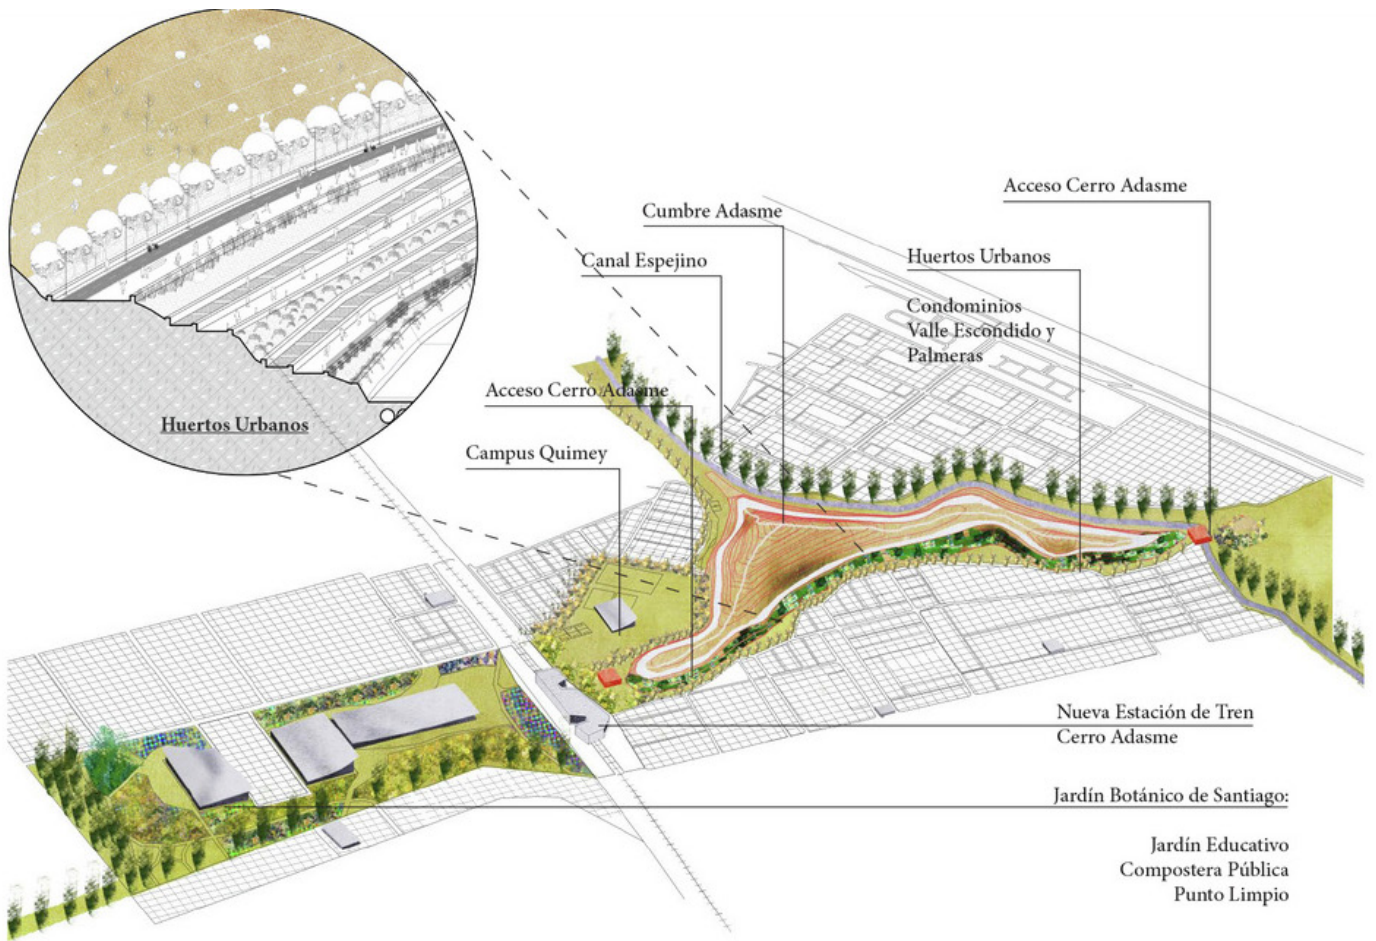 Acceso Cerro Adasme
Cumbre Adasme
Canal Espejino
Huertos Urbanos
Condominios
Valle Escondido y
Palmeras
Acceso Cerro Adasme
Huertos Urbanos
Campus Quimey
Nueva Estación de Tren
Cerro Adasme
Jardín Botánico de Santiago:
Jardín Educativo
Compostera Pública
Punto Limpio